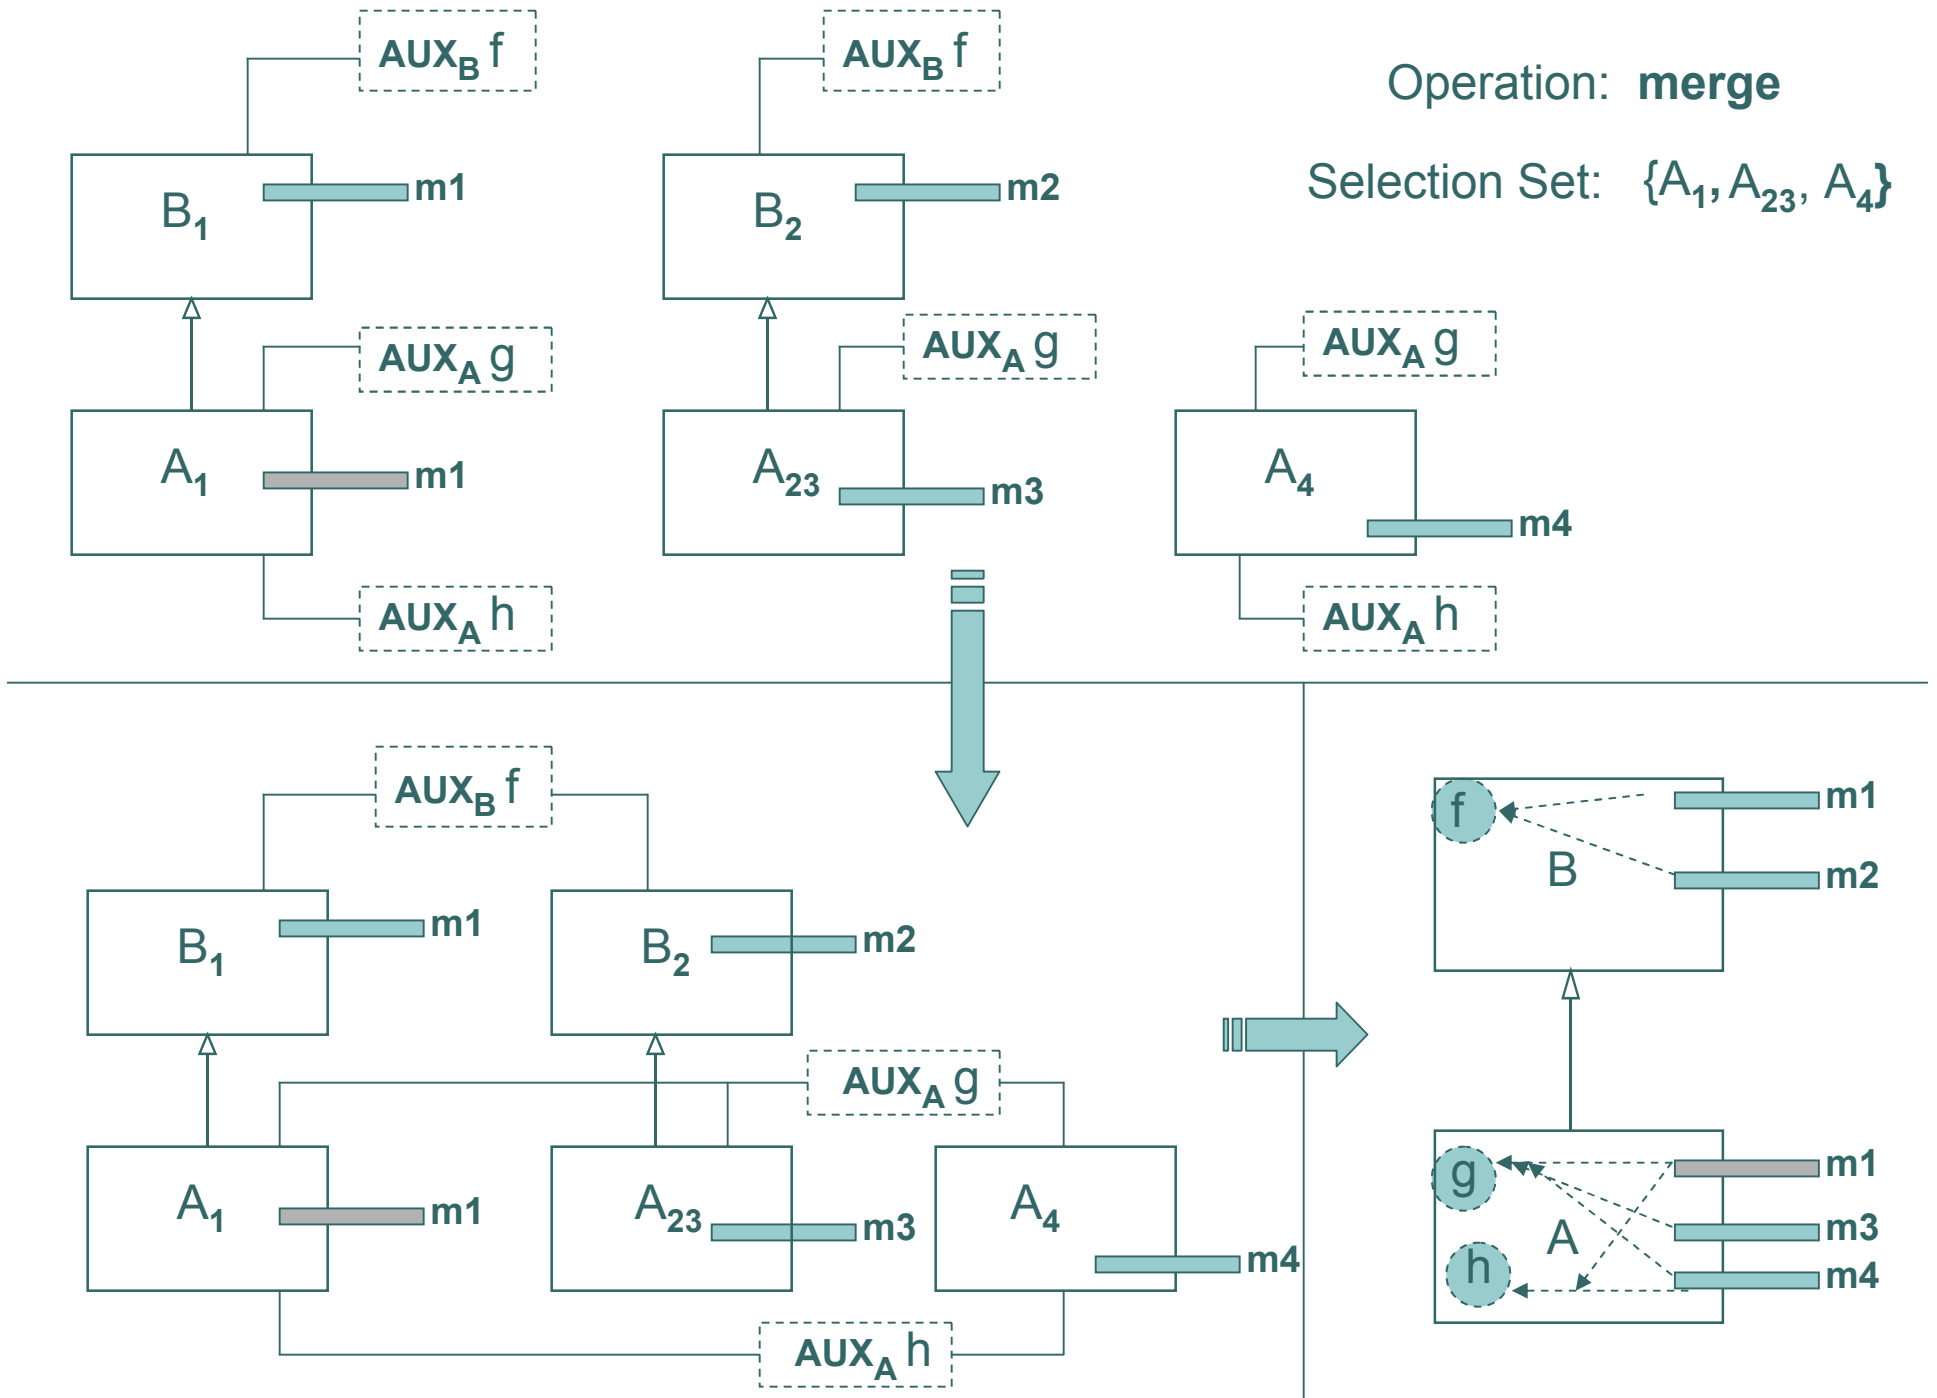 AUX_B f
AUX_B f
Operation: merge
B_1
m1
B_2
m2
Selection Set: {A_1, A_23, A_4}
AUX_A g
AUX_A g
AUX_A g
A_1
m1
A_23
m3
A_4
m4
AUX_A h
AUX_A h
AUX_B f
B_1
m1
B_2
m2
AUX_A g
A_1
m1
A_23
m3
A_4
m4
AUX_A h
f
m1
B
m2
g
m1
A
m3
h
m4